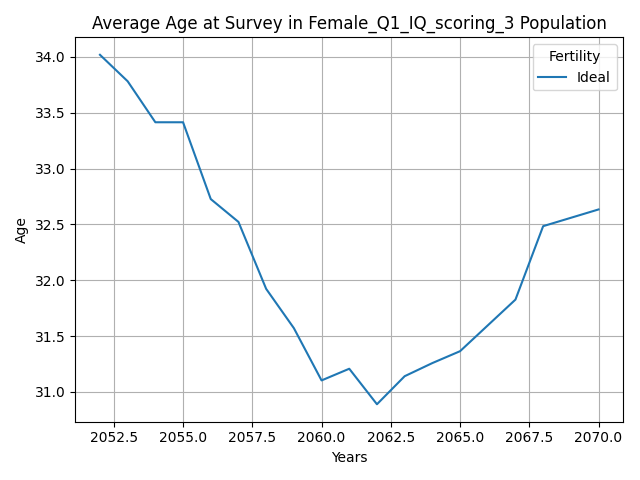 Average Age at Survey in Female_Q1_IQ_scoring_3 Population
Fertility
Ideal
34.0
33.5
33.0
32.5
32.0
31.5
31.0
Age
2052.5 2055.0 2057.5 2060.0 2062.5 2065.0 2067.5 2070.0
Years